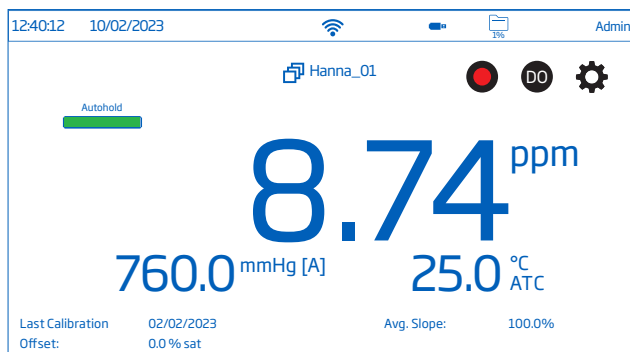 12:40:12 10/02/2023 1% Admin
Hanna_01
DO
Autohold
8.74 ppm
760.0 mmHg [A] 25.0 °C ATC
Last Calibration 02/02/2023 Avg. Slope: 100.0%
Offset: 0.0 % sat